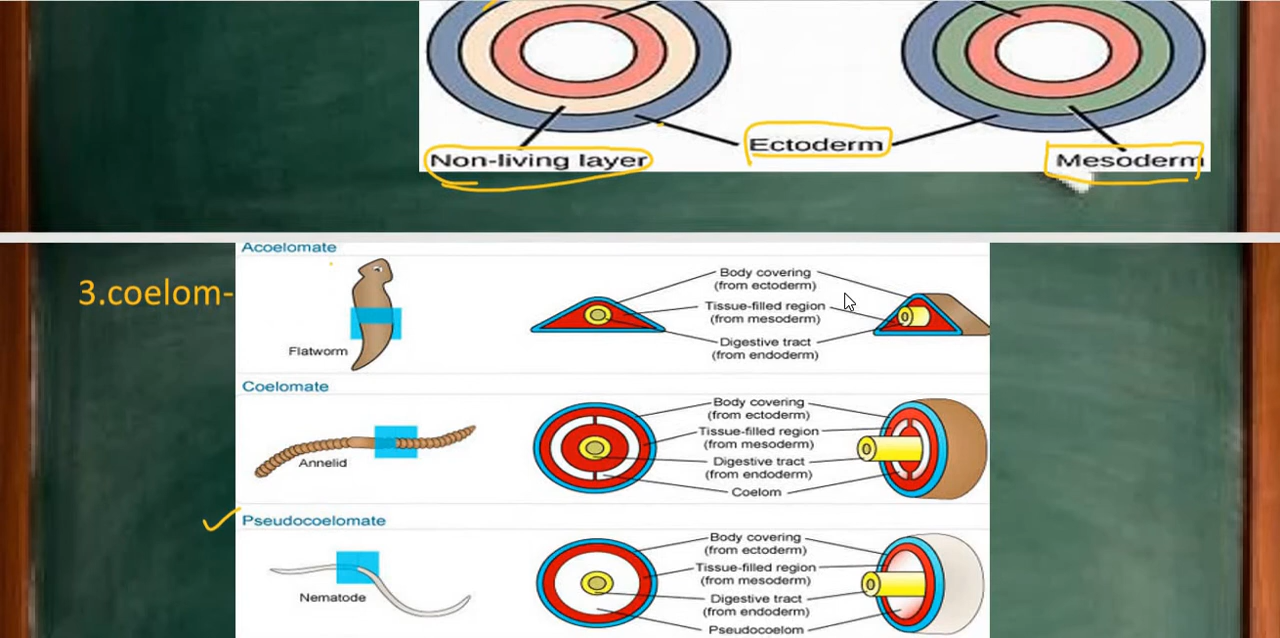 Non-living layer
Ectoderm
Mesoderm
3.coelom-
Acoelomate
Flatworm
Body covering
(from ectoderm)
Tissue-filled region
(from mesoderm)
Digestive tract
(from endoderm)
Coelomate
Annelid
Body covering
(from ectoderm)
Tissue-filled region
(from mesoderm)
Digestive tract
(from endoderm)
Coelom
Pseudocoelomate
Nematode
Body covering
(from ectoderm)
Tissue-filled region
(from mesoderm)
Digestive tract
(from endoderm)
Pseudocoelom